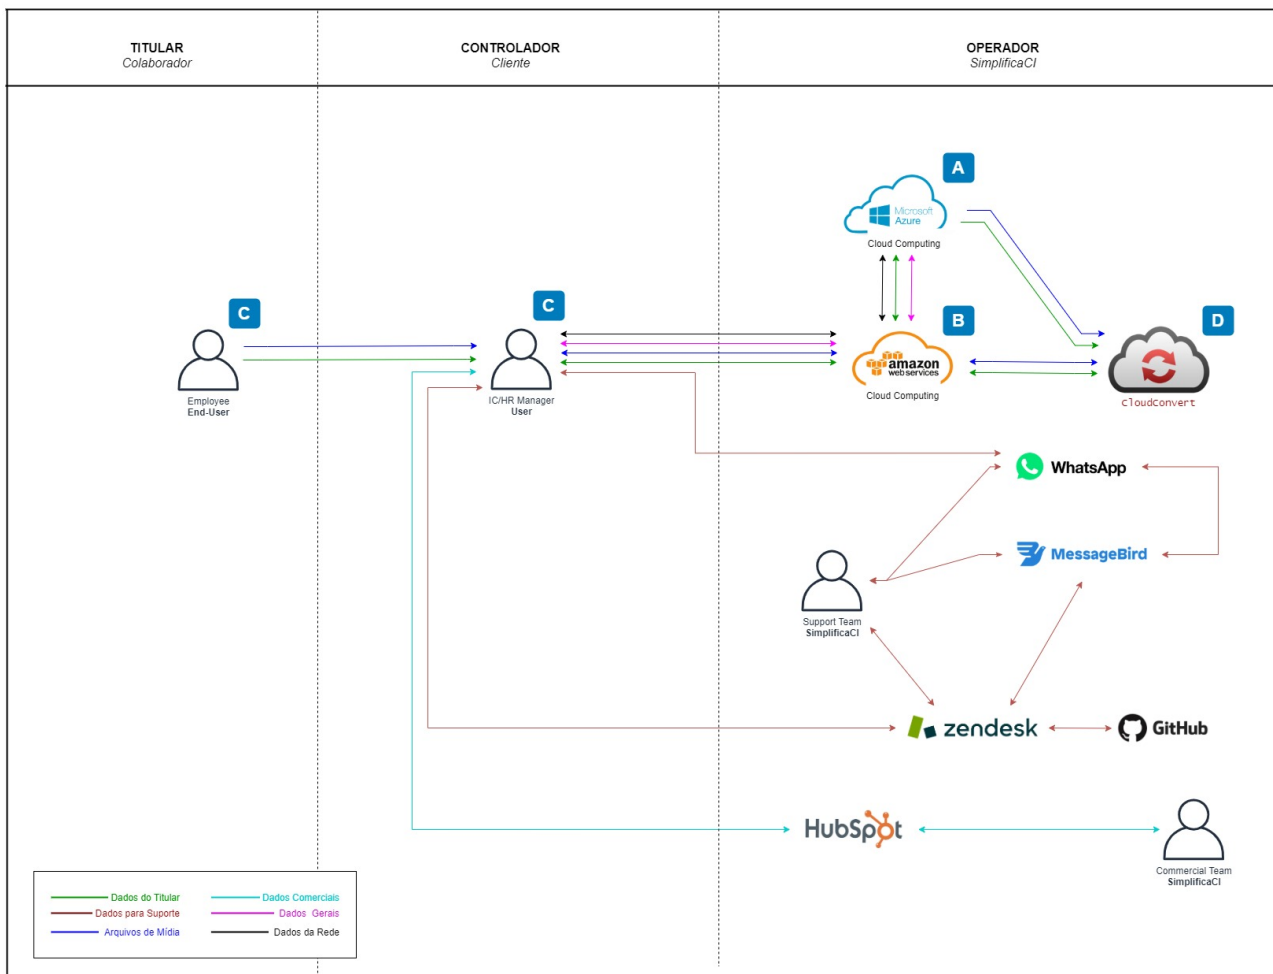 TITULAR
Colaborador
CONTROLADOR
Cliente
OPERADOR
SimplificaCI
A
Microsoft
Azure
Cloud Computing
C
C
B
D
amazon
web services
Cloud Computing
CloudConvert
Employee
End-User
IC/HR Manager
User
WhatsApp
MessageBird
Support Team
SimplificaCI
zendesk
GitHub
HubSpot
Commercial Team
SimplificaCI
Dados do Titular
Dados Comerciais
Dados para Suporte
Dados Gerais
Arquivos de Mídia
Dados da Rede